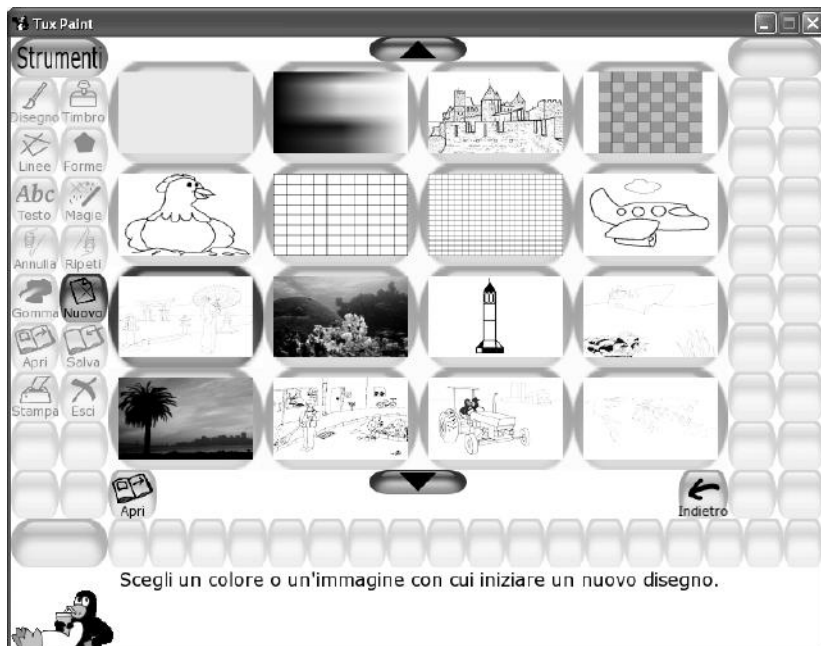 Tux Paint
Strumenti
Disegno Timbro
Linee Forme
Abc
Testo Magie
Annulla Ripeti
Gomma Nuovo
Apri Salva
Stampa Esci
Apri
Indietro
Scegli un colore o un'immagine con cui iniziare un nuovo disegno.